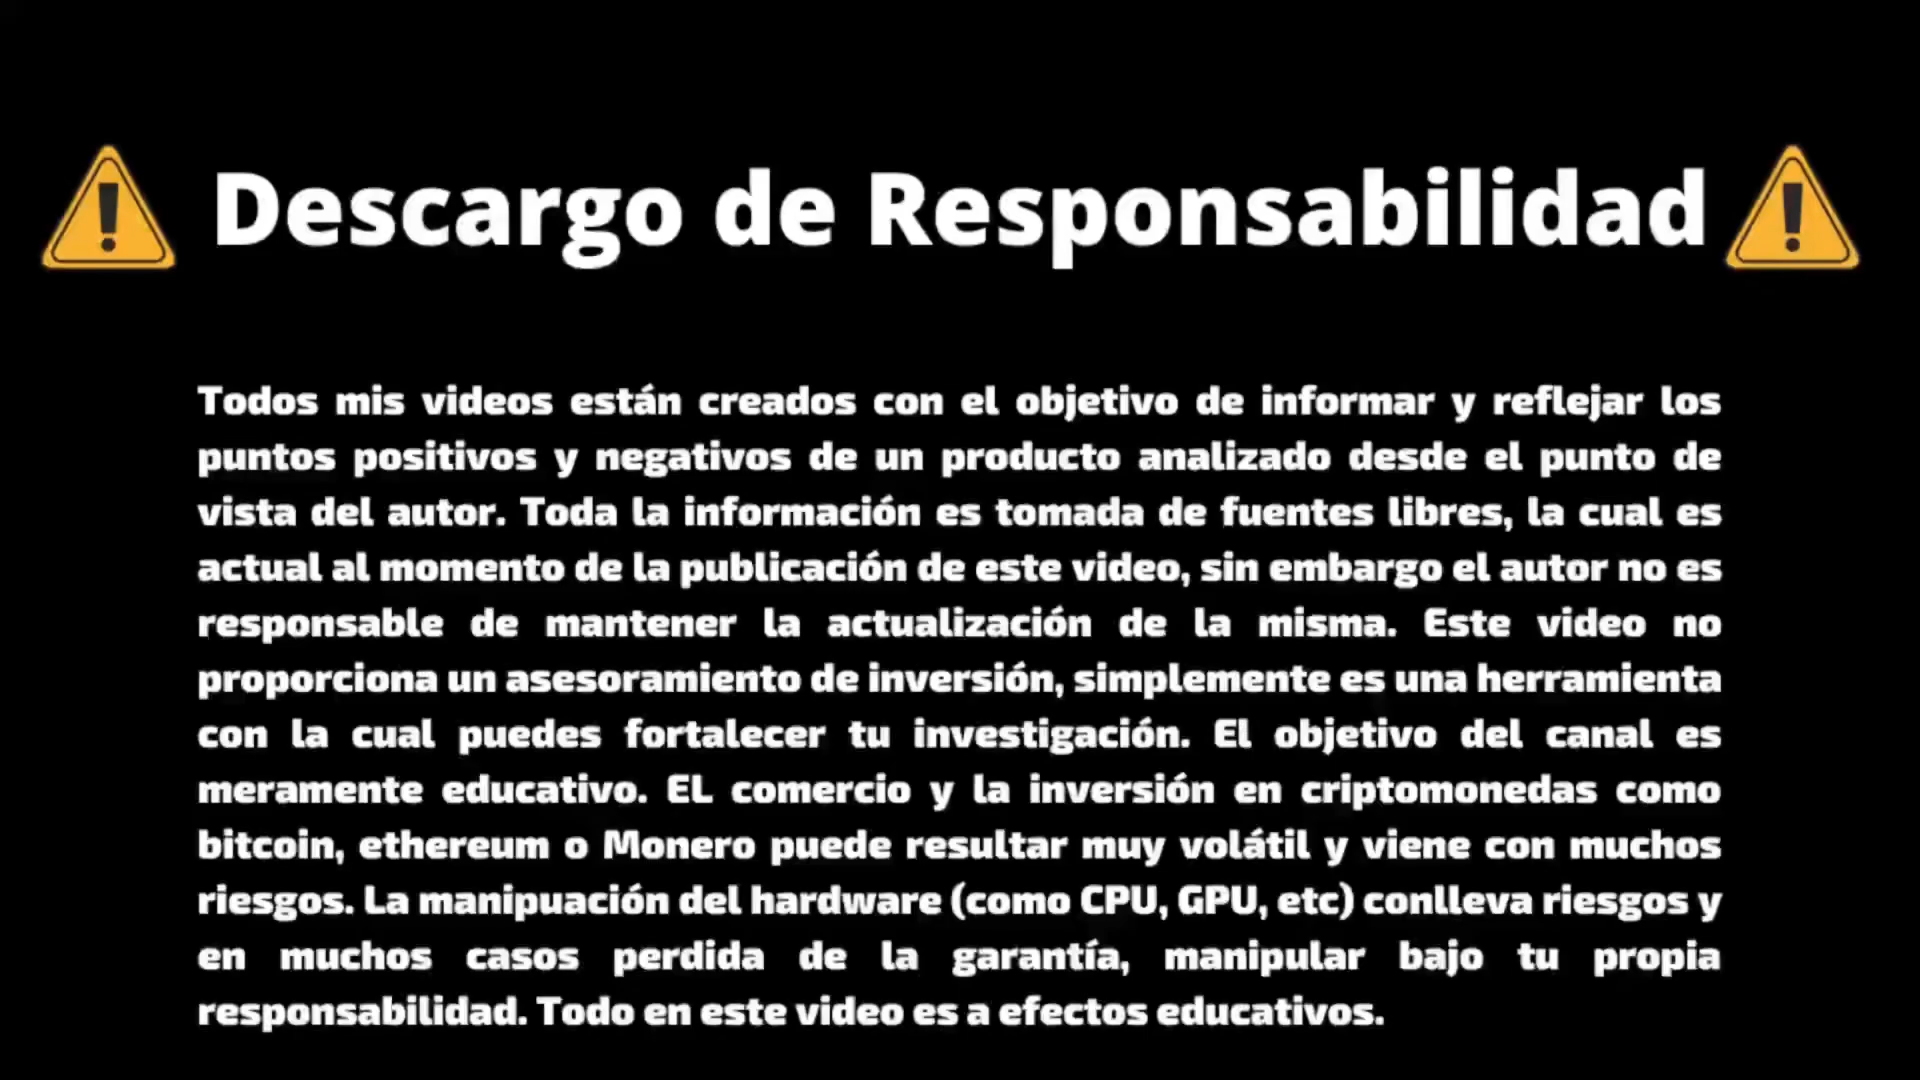 Descargo de Responsabilidad
Todos mis videos están creados con el objetivo de informar y reflejar los
puntos positivos y negativos de un producto analizado desde el punto de
vista del autor. Toda la información es tomada de fuentes libres, la cual es
actual al momento de la publicación de este video, sin embargo el autor no es
responsable de mantener la actualización de la misma. Este video no
proporciona un asesoramiento de inversión, simplemente es una herramienta
con la cual puedes fortalecer tu investigación. El objetivo del canal es
meramente educativo. EL comercio y la inversión en criptomonedas como
bitcoin, ethereum o Monero puede resultar muy volátil y viene con muchos
riesgos. La manipuación del hardware (como CPU, GPU, etc) conlleva riesgos y
en muchos casos perdida de la garantía, manipular bajo tu propia
responsabilidad. Todo en este video es a efectos educativos.